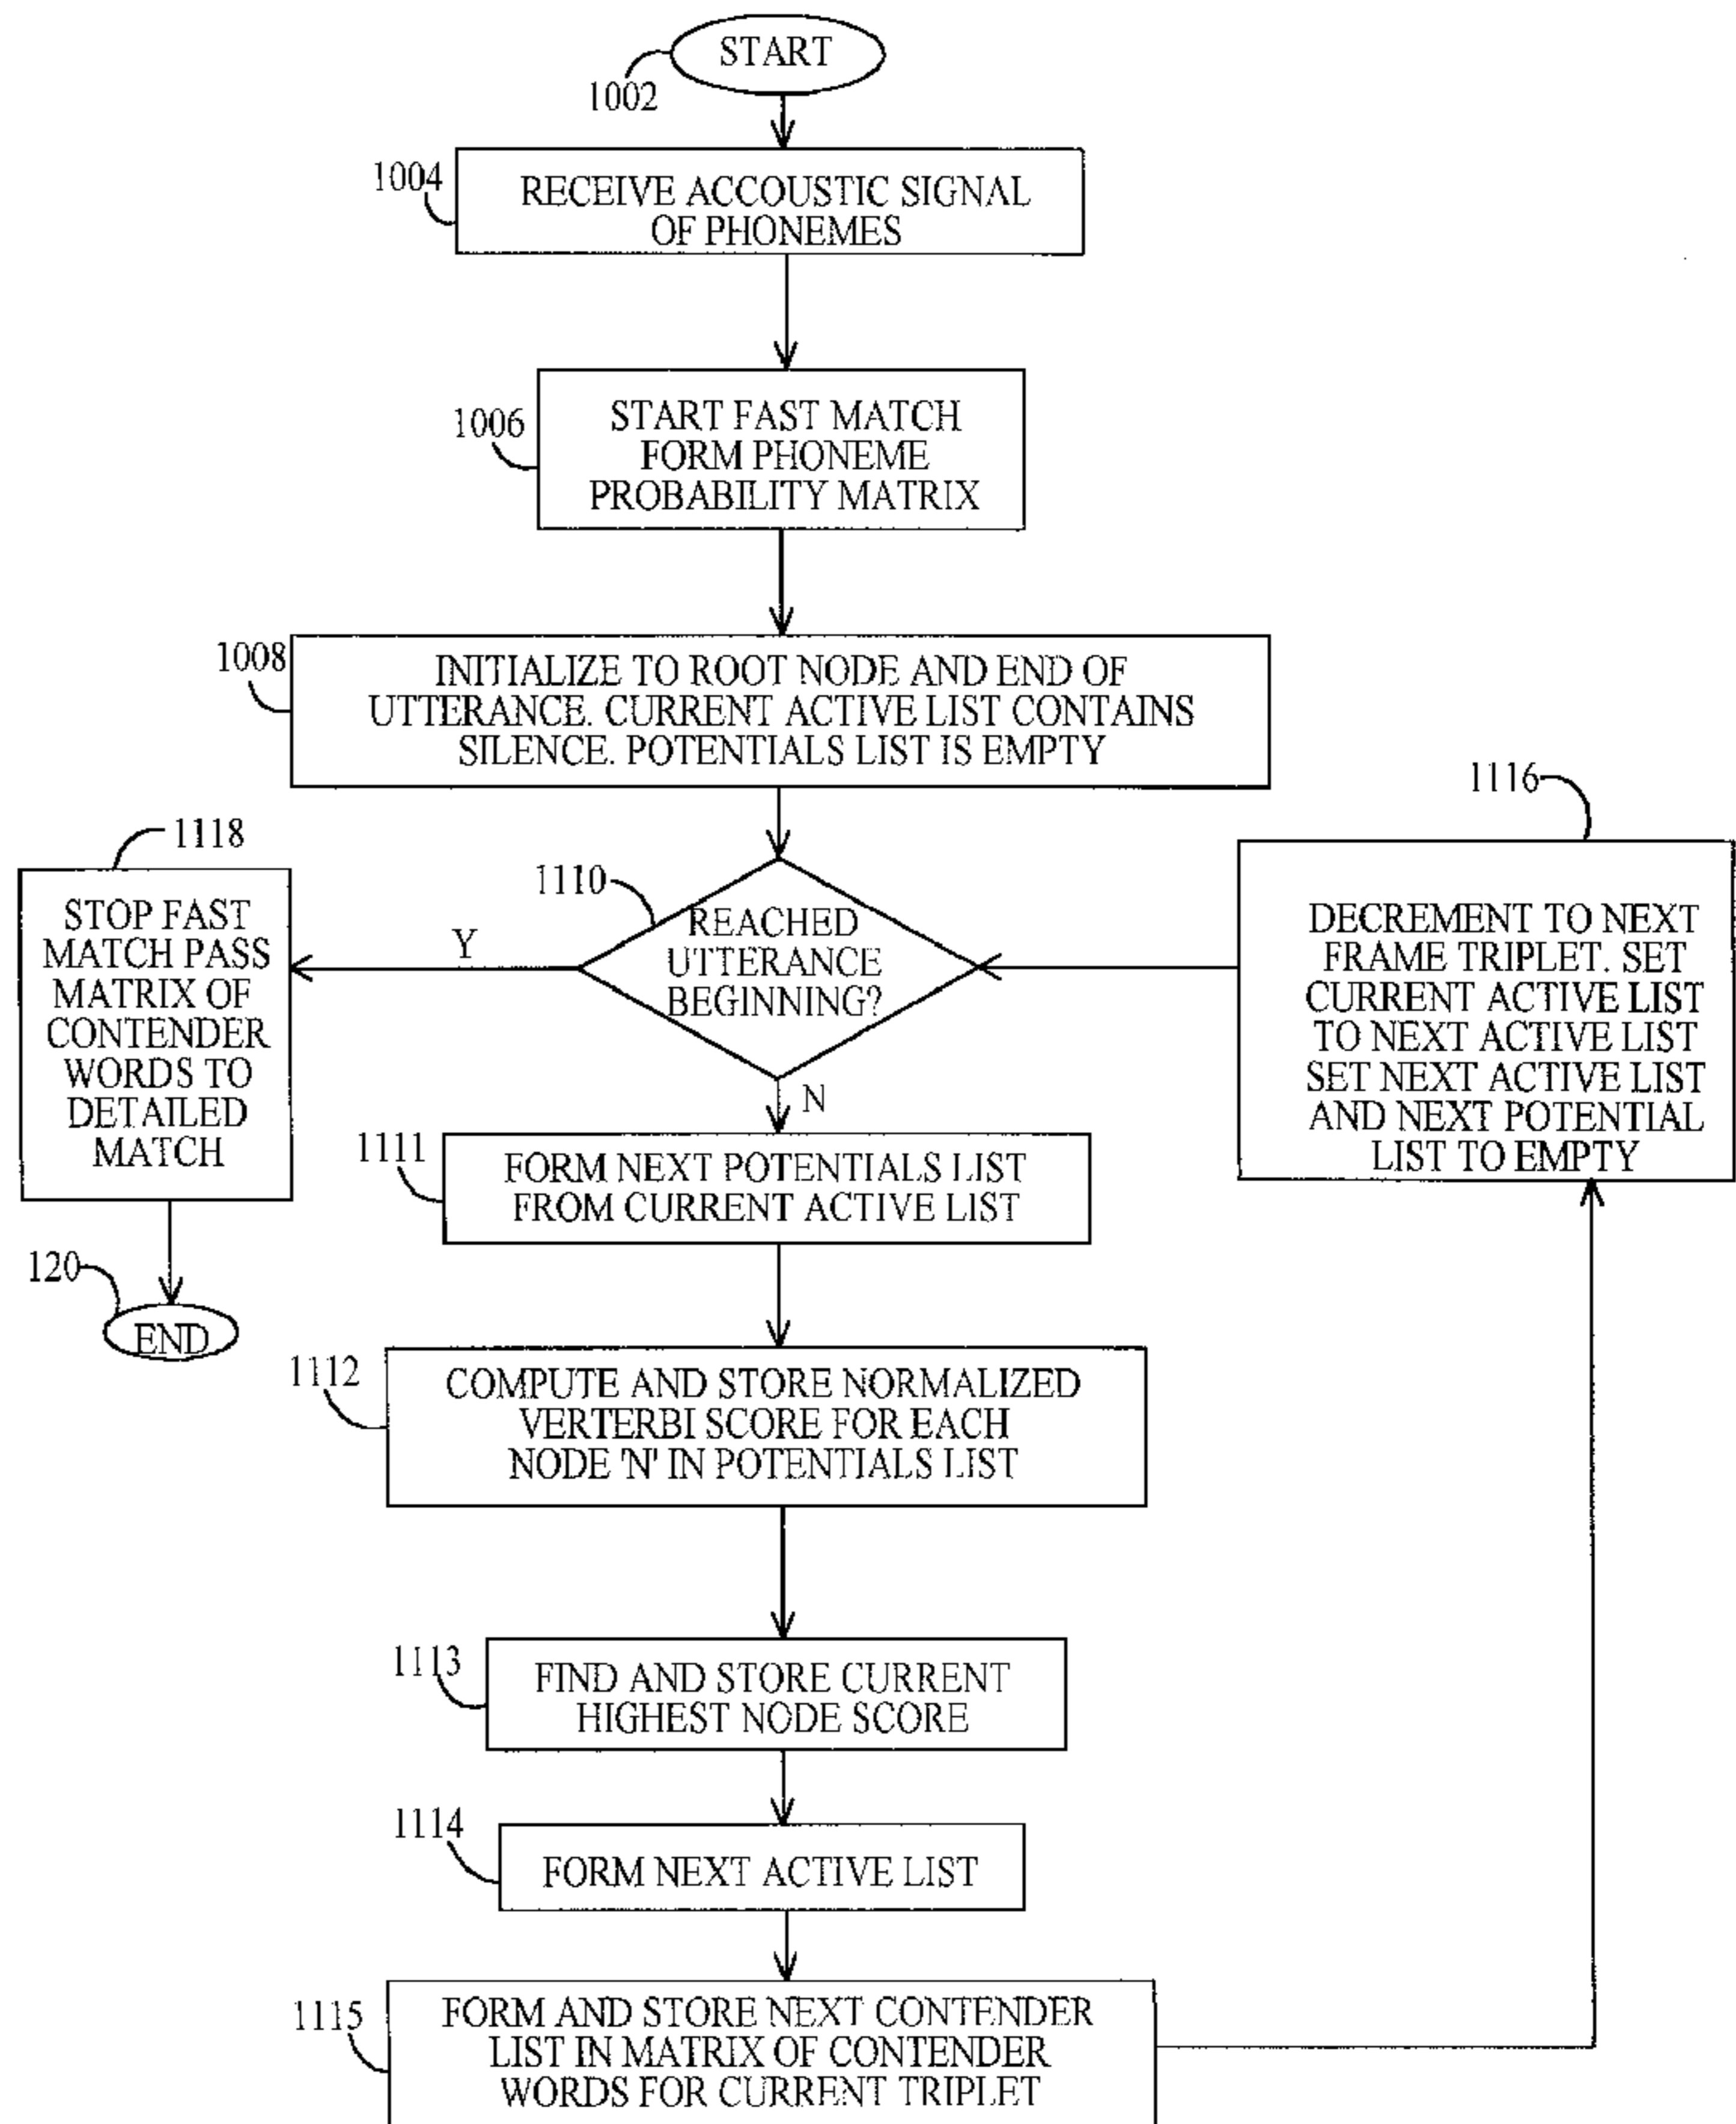 START
1002
1004
RECEIVE ACCOUSTIC SIGNAL
OF PHONEMES
1006
START FAST MATCH
FORM PHONEME
PROBABILITY MATRIX
1008
INITIALIZE TO ROOT NODE AND END OF
UTTERANCE. CURRENT ACTIVE LIST CONTAINS
SILENCE. POTENTIALS LIST IS EMPTY
1110
REACHED
UTTERANCE
BEGINNING?
Y
N
1118
STOP FAST
MATCH PASS
MATRIX OF
CONTENDER
WORDS TO
DETAILED
MATCH
120
END
1111
FORM NEXT POTENTIALS LIST
FROM CURRENT ACTIVE LIST
1112
COMPUTE AND STORE NORMALIZED
VERTERBI SCORE FOR EACH
NODE 'N' IN POTENTIALS LIST
1113
FIND AND STORE CURRENT
HIGHEST NODE SCORE
1114
FORM NEXT ACTIVE LIST
1115
FORM AND STORE NEXT CONTENDER
LIST IN MATRIX OF CONTENDER
WORDS FOR CURRENT TRIPLET
1116
DECREMENT TO NEXT
FRAME TRIPLET. SET
CURRENT ACTIVE LIST
TO NEXT ACTIVE LIST
SET NEXT ACTIVE LIST
AND NEXT POTENTIAL
LIST TO EMPTY